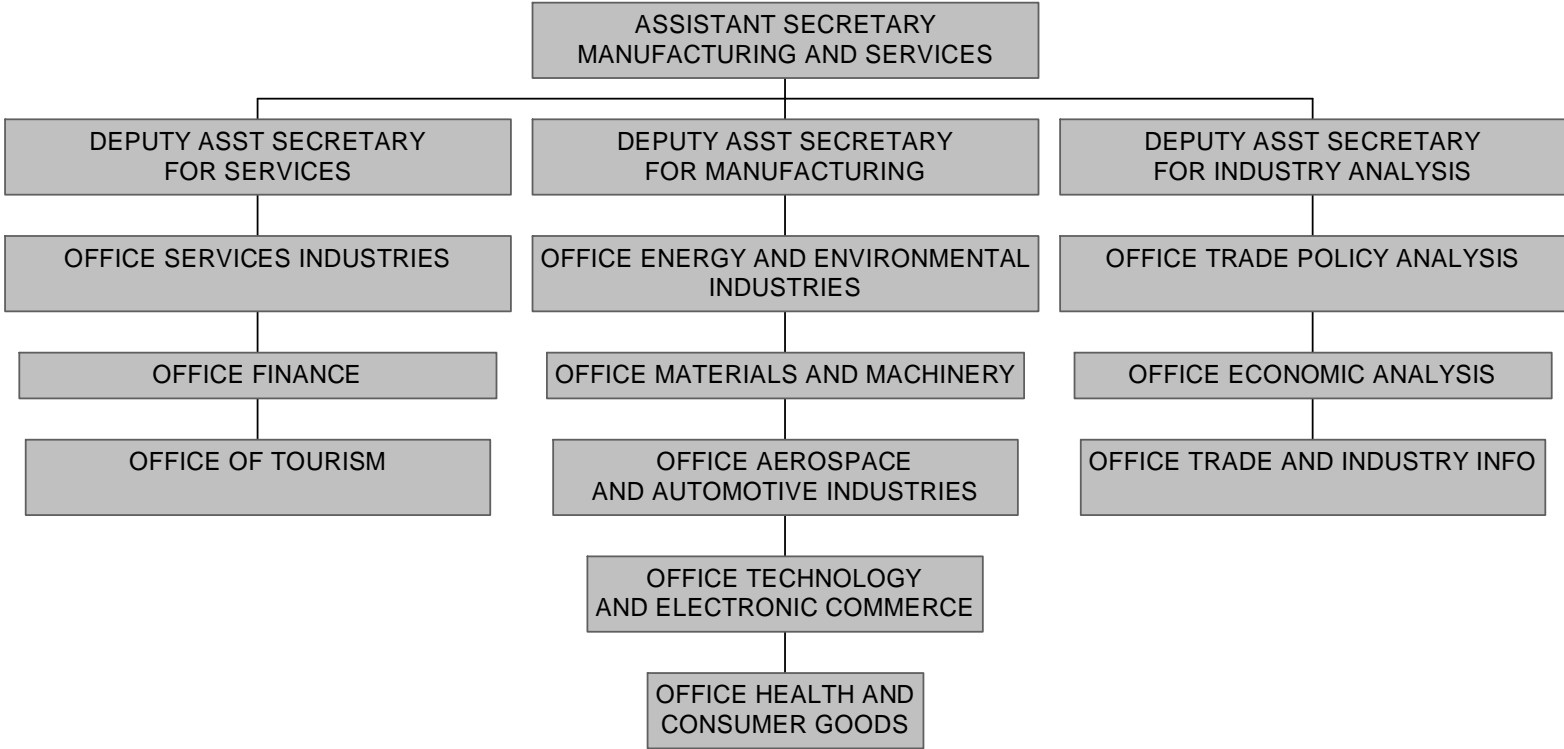 ASSISTANT SECRETARY
MANUFACTURING AND SERVICES
DEPUTY ASST SECRETARY
FOR SERVICES
DEPUTY ASST SECRETARY
FOR MANUFACTURING
DEPUTY ASST SECRETARY
FOR INDUSTRY ANALYSIS
OFFICE SERVICES INDUSTRIES
OFFICE ENERGY AND ENVIRONMENTAL
INDUSTRIES
OFFICE TRADE POLICY ANALYSIS
OFFICE FINANCE
OFFICE MATERIALS AND MACHINERY
OFFICE ECONOMIC ANALYSIS
OFFICE OF TOURISM
OFFICE AEROSPACE
AND AUTOMOTIVE INDUSTRIES
OFFICE TRADE AND INDUSTRY INFO
OFFICE TECHNOLOGY
AND ELECTRONIC COMMERCE
OFFICE HEALTH AND
CONSUMER GOODS